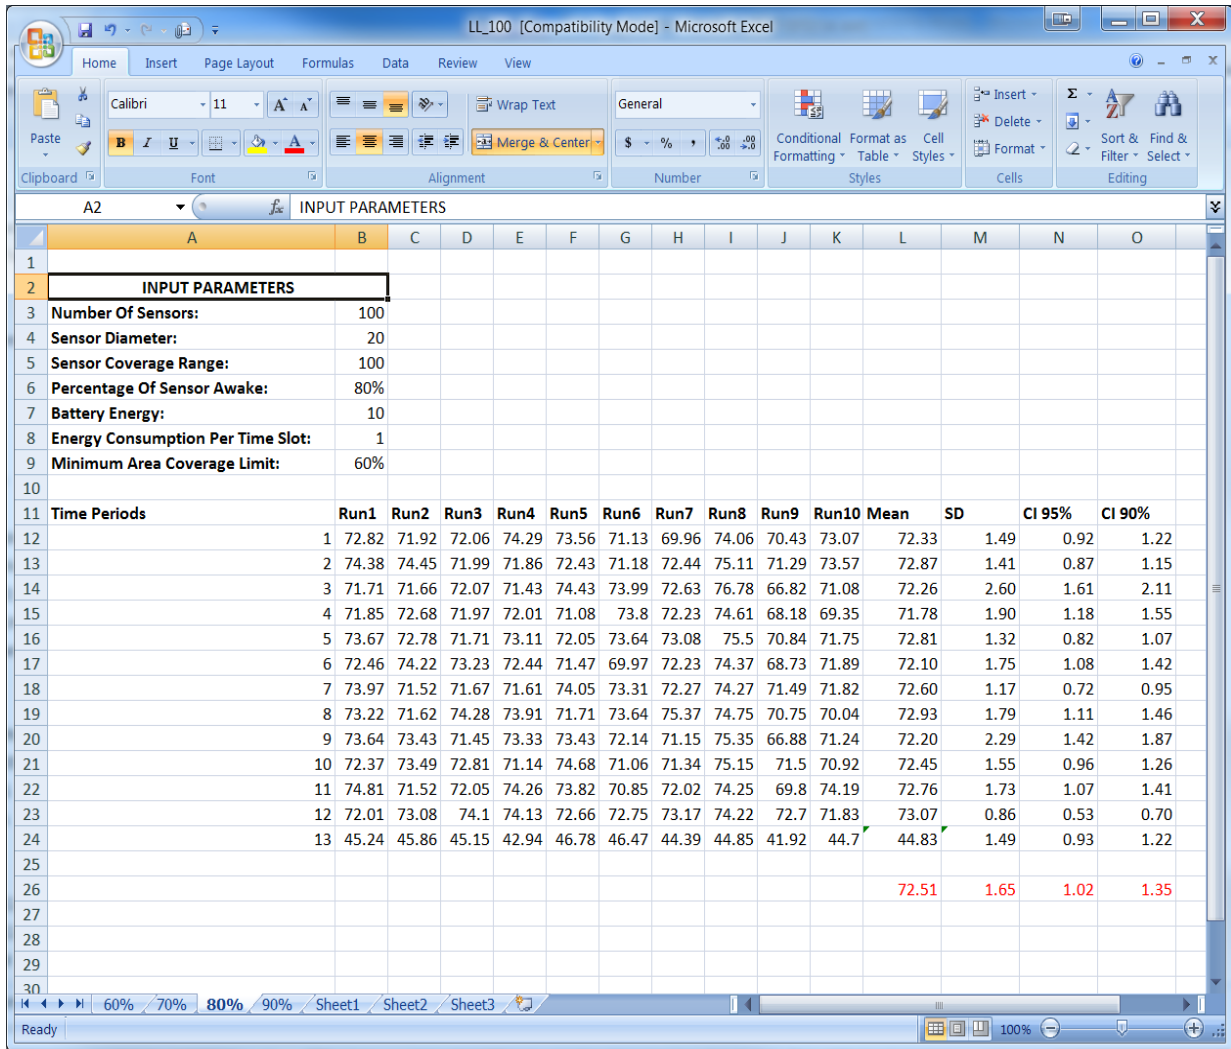 LL_100 [Compatibility Mode] - Microsoft Excel
Home Insert Page Layout Formulas Data Review View
Paste
Calibri 11 A A
B I U A
Wrap Text
Merge & Center
General
$ % ,
Conditional Formatting
Format as Table
Cell Styles
Insert
Delete
Format
Σ
Sort & Filter
Find & Select
Clipboard Font Alignment Number Styles Cells Editing
A2 fx INPUT PARAMETERS
A B C D E F G H I J K L M N O
1
2 INPUT PARAMETERS
3 Number Of Sensors: 100
4 Sensor Diameter: 20
5 Sensor Coverage Range: 100
6 Percentage Of Sensor Awake: 80%
7 Battery Energy: 10
8 Energy Consumption Per Time Slot: 1
9 Minimum Area Coverage Limit: 60%
10
11 Time Periods Run1 Run2 Run3 Run4 Run5 Run6 Run7 Run8 Run9 Run10 Mean SD CI 95% CI 90%
12 1 72.82 71.92 72.06 74.29 73.56 71.13 69.96 74.06 70.43 73.07 72.33 1.49 0.92 1.22
13 2 74.38 74.45 71.99 71.86 72.43 71.18 72.44 75.11 71.29 73.57 72.87 1.41 0.87 1.15
14 3 71.71 71.66 72.07 71.43 74.43 73.99 72.63 76.78 66.82 71.08 72.26 2.60 1.61 2.11
15 4 71.85 72.68 71.97 72.01 71.08 73.8 72.23 74.61 68.18 69.35 71.78 1.90 1.18 1.55
16 5 73.67 72.78 71.71 73.11 72.05 73.64 73.08 75.5 70.84 71.75 72.81 1.32 0.82 1.07
17 6 72.46 74.22 73.23 72.44 71.47 69.97 72.23 74.37 68.73 71.89 72.10 1.75 1.08 1.42
18 7 73.97 71.52 71.67 71.61 74.05 73.31 72.27 74.27 71.49 71.82 72.60 1.17 0.72 0.95
19 8 73.22 71.62 74.28 73.91 71.71 73.64 75.37 74.75 70.75 70.04 72.93 1.79 1.11 1.46
20 9 73.64 73.43 71.45 73.33 73.43 72.14 71.15 75.35 66.88 71.24 72.20 2.29 1.42 1.87
21 10 72.37 73.49 72.81 71.14 74.68 71.06 71.34 75.15 71.5 70.92 72.45 1.55 0.96 1.26
22 11 74.81 71.52 72.05 74.26 73.82 70.85 72.02 74.25 69.8 74.19 72.76 1.73 1.07 1.41
23 12 72.01 73.08 74.1 74.13 72.66 72.75 73.17 74.22 72.7 71.83 73.07 0.86 0.53 0.70
24 13 45.24 45.86 45.15 42.94 46.78 46.47 44.39 44.85 41.92 44.7 44.83 1.49 0.93 1.22
25
26 72.51 1.65 1.02 1.35
27
28
29
30
60% 70% 80% 90% Sheet1 Sheet2 Sheet3
Ready 100%